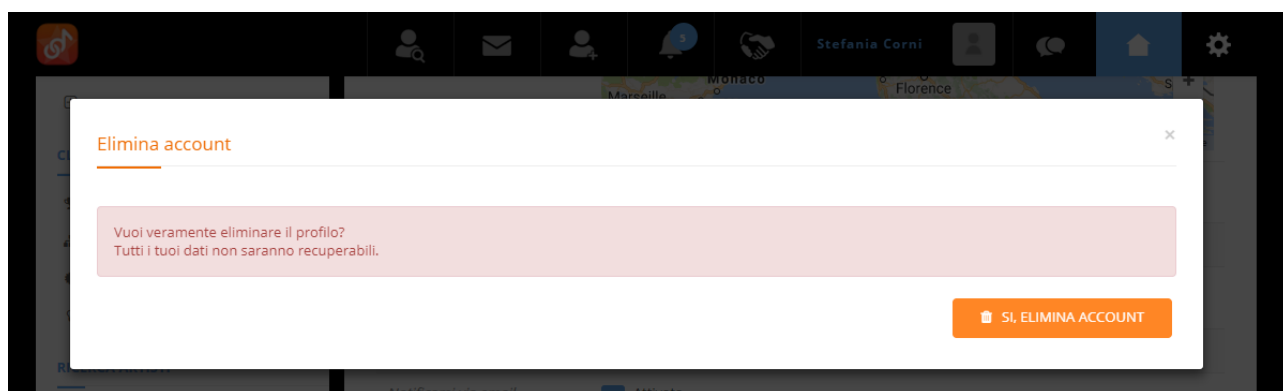 5
Stefania Corni
Monaco
Marseille
Florence
Elimina account
×
Vuoi veramente eliminare il profilo?
Tutti i tuoi dati non saranno recuperabili.
SI, ELIMINA ACCOUNT